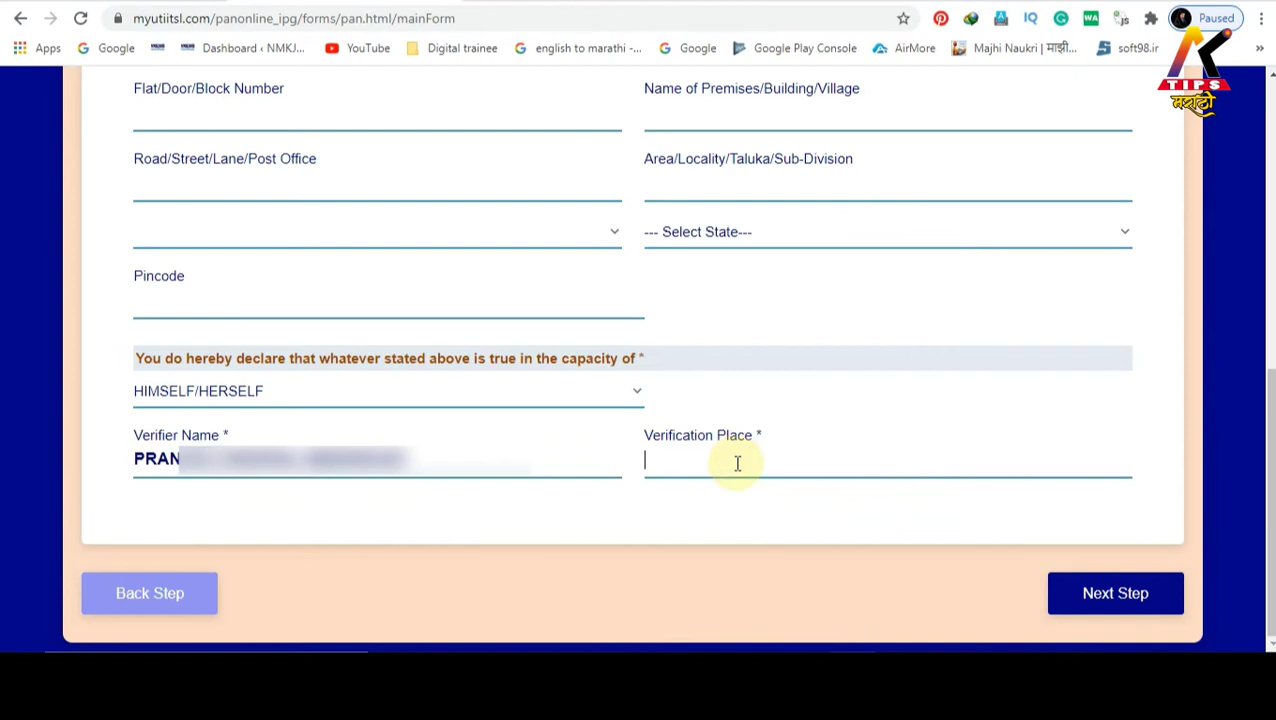 myutiitsl.com/panonline_ipg/forms/pan.html/mainForm
Paused
Apps Google Dashboard ‹ NMKJ... YouTube Digital trainee english to marathi -... Google Google Play Console AirMore Majhi Naukri | माझी... soft98.ir »
TIPS
मराठी
Flat/Door/Block Number
Name of Premises/Building/Village
Road/Street/Lane/Post Office
Area/Locality/Taluka/Sub-Division
--- Select State---
Pincode
You do hereby declare that whatever stated above is true in the capacity of *
HIMSELF/HERSELF
Verifier Name *
Verification Place *
PRAN
Back Step
Next Step